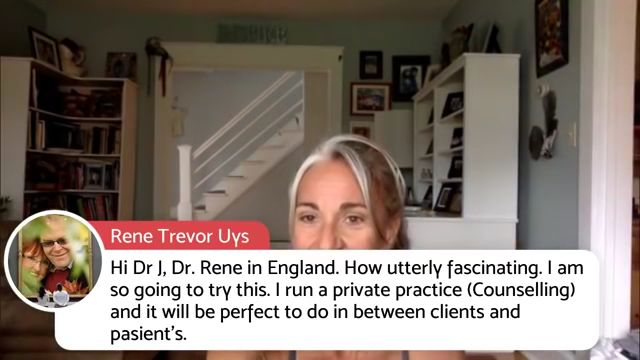 Rene Trevor Uys
Hi Dr J, Dr. Rene in England. How utterly fascinating. I am
so going to try this. I run a private practice (Counselling)
and it will be perfect to do in between clients and
pasient's.